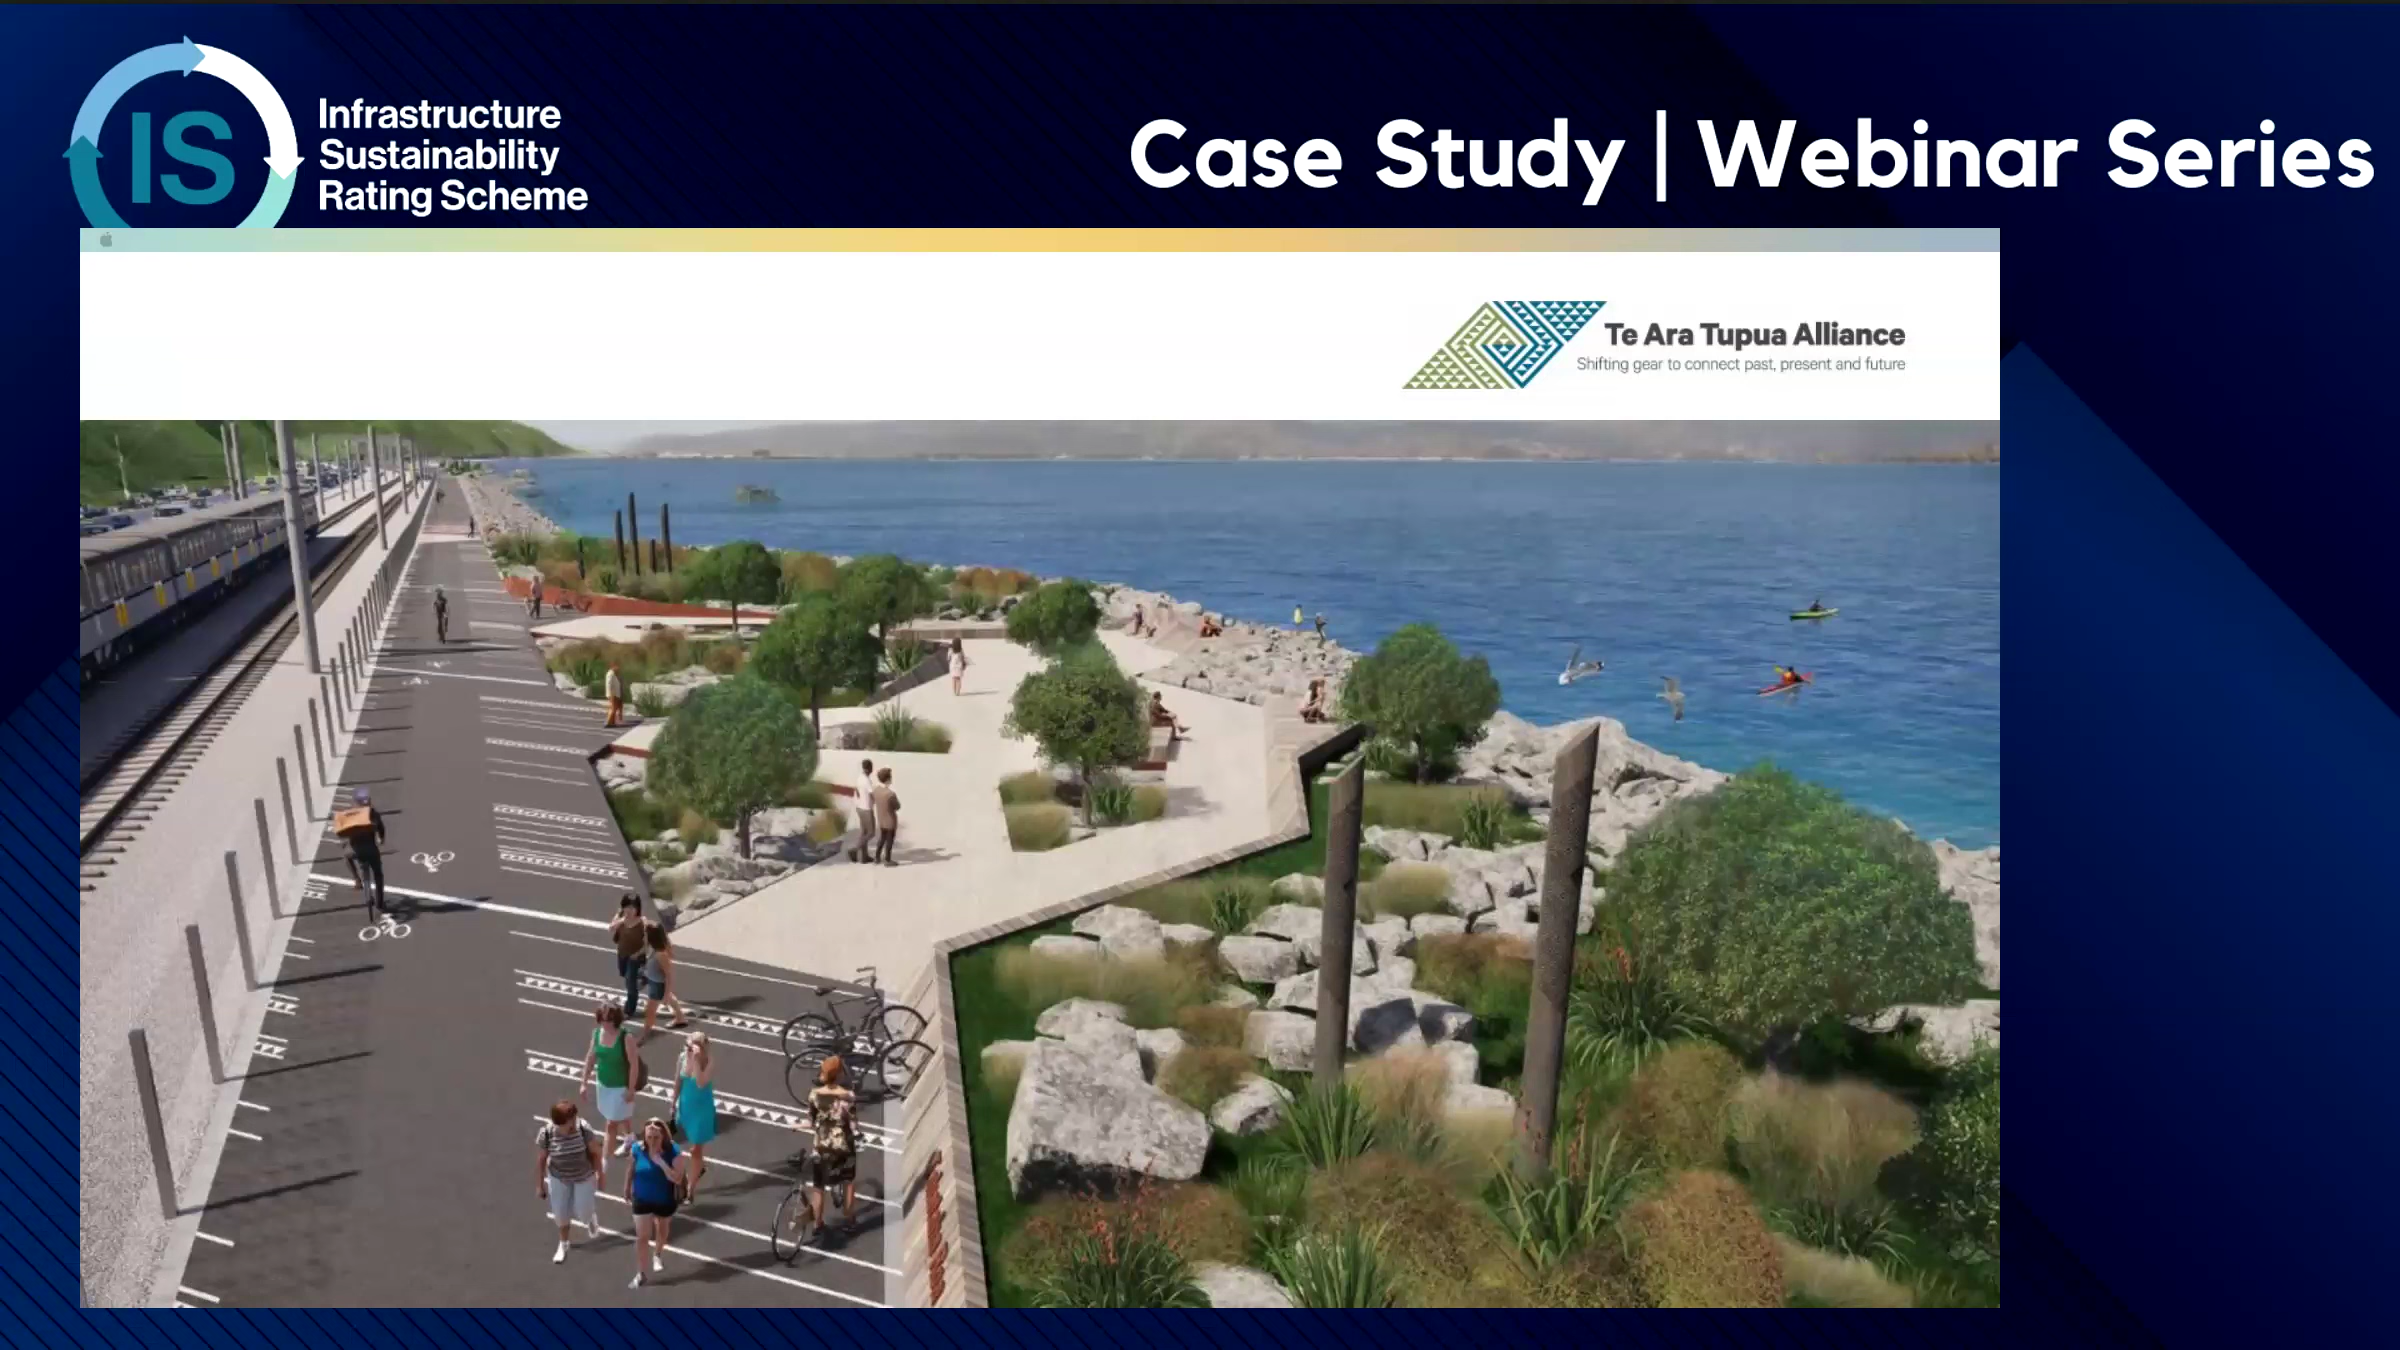 IS
Infrastructure
Sustainability
Rating Scheme
Case Study | Webinar Series
Te Ara Tupua Alliance
Shifting gear to connect past, present and future